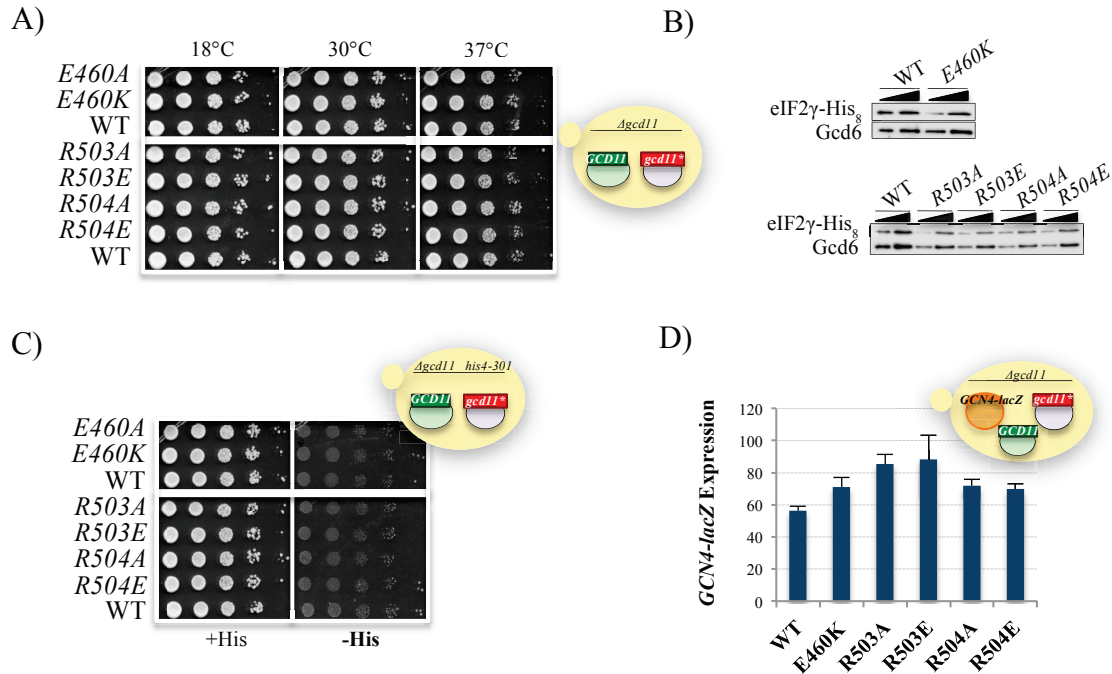 A)
18°C 30°C 37°C
E460A
E460K
WT
R503A
R503E
R504A
R504E
WT
Δgcd11
GCD11 gcd11*
B)
WT E460K
eIF2γ-His8
Gcd6
WT R503A R503E R504A R504E
eIF2γ-His8
Gcd6
C)
Δgcd11 his4-301
GCD11 gcd11*
E460A
E460K
WT
R503A
R503E
R504A
R504E
WT
+His -His
D)
Δgcd11
GCN4-lacZ gcd11*
GCD11
GCN4-lacZ Expression
120
100
80
60
40
20
0
WT E460K R503A R503E R504A R504E